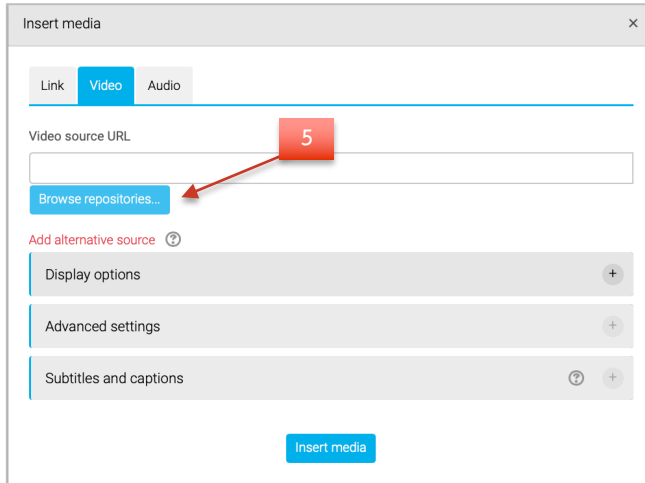 Insert media ×
Link Video Audio
Video source URL
5
Browse repositories...
Add alternative source ?
Display options +
Advanced settings +
Subtitles and captions ? +
Insert media